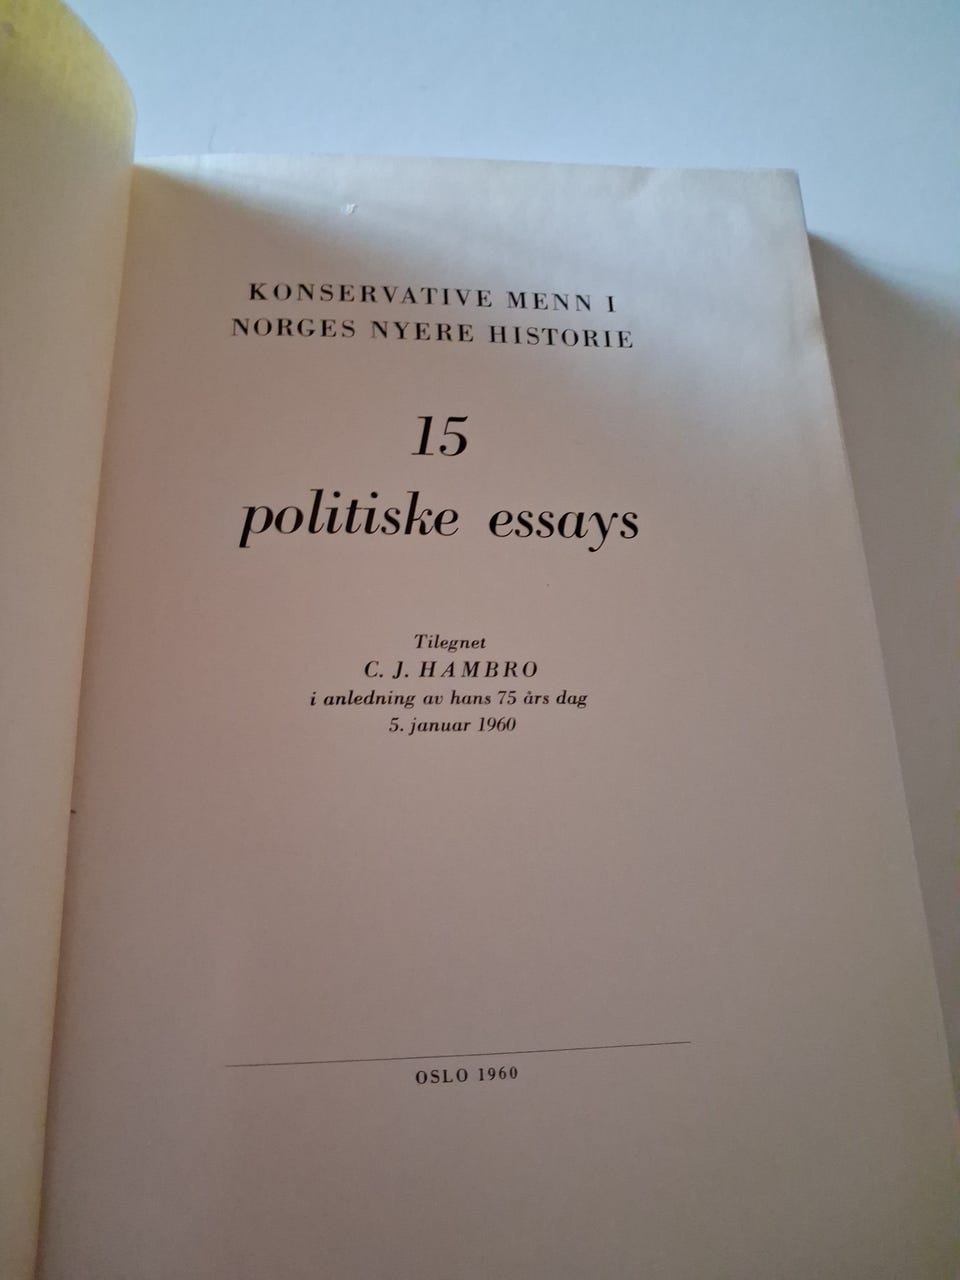 KONSERVATIVE MENN I
NORGES NYERE HISTORIE
15
politiske essays
Tilegnet
C. J. HAMBRO
i anledning av hans 75 års dag
5. januar 1960
OSLO 1960